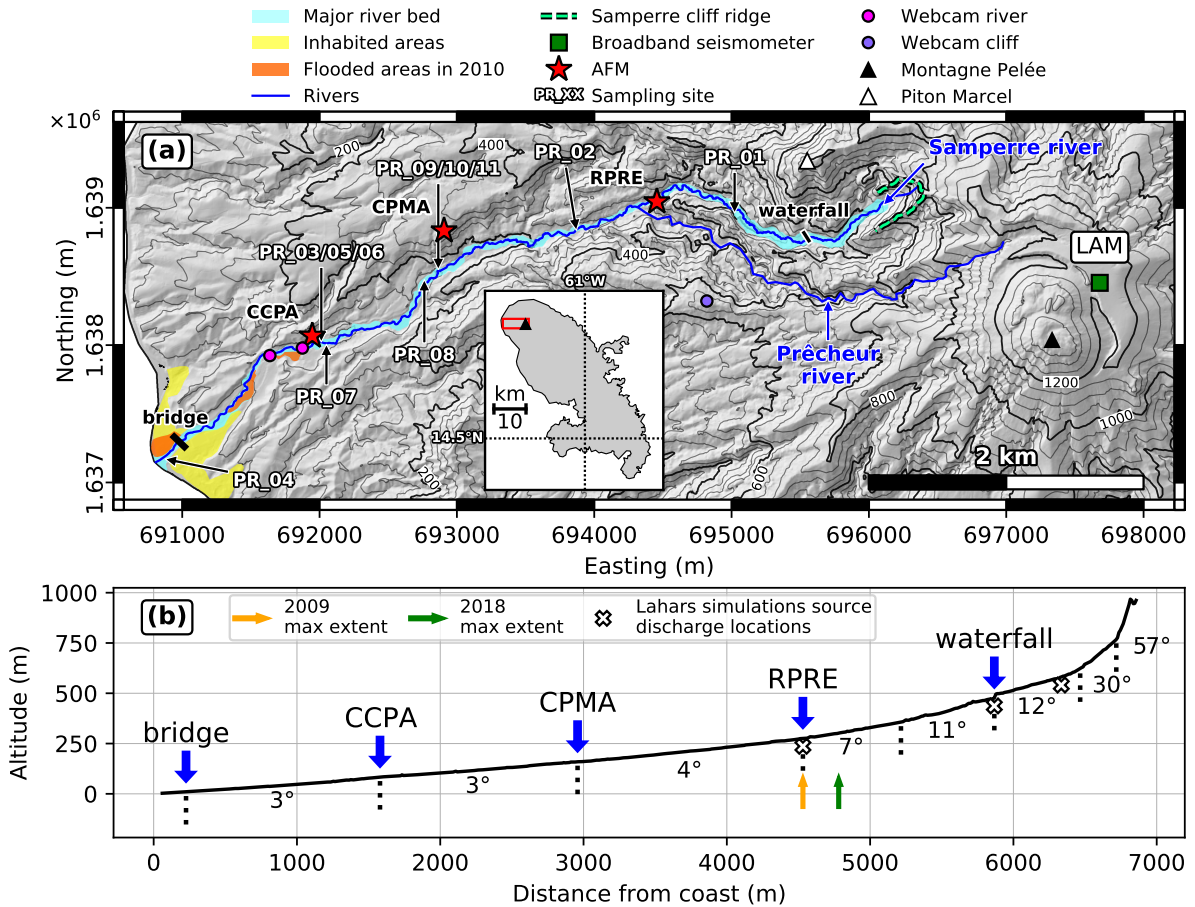 Major river bed
Inhabited areas
Flooded areas in 2010
Rivers
Samperre cliff ridge
Broadband seismometer
AFM
PR_XX Sampling site
Webcam river
Webcam cliff
Montagne Pelée
Piton Marcel
×10⁶
(a)
200
400
PR_02
PR_09/10/11
PR_01
Samperre river
RPRE
1.639
CPMA
waterfall
LAM
PR_03/05/06
400
61°W
CCPA
Northing (m)
1.638
PR_08
Prêcheur
river
km
10
PR_07
1200
800
bridge
1000
14.5°N
2 km
PR_04
200
600
1.637
691000
692000
693000
694000
695000
696000
697000
698000
Easting (m)
(b)
2009
max extent
2018
max extent
Lahars simulations source
discharge locations
1000
750
500
250
0
Altitude (m)
bridge
CCPA
CPMA
RPRE
waterfall
3°
3°
4°
7°
11°
12°
30°
57°
0
1000
2000
3000
4000
5000
6000
7000
Distance from coast (m)